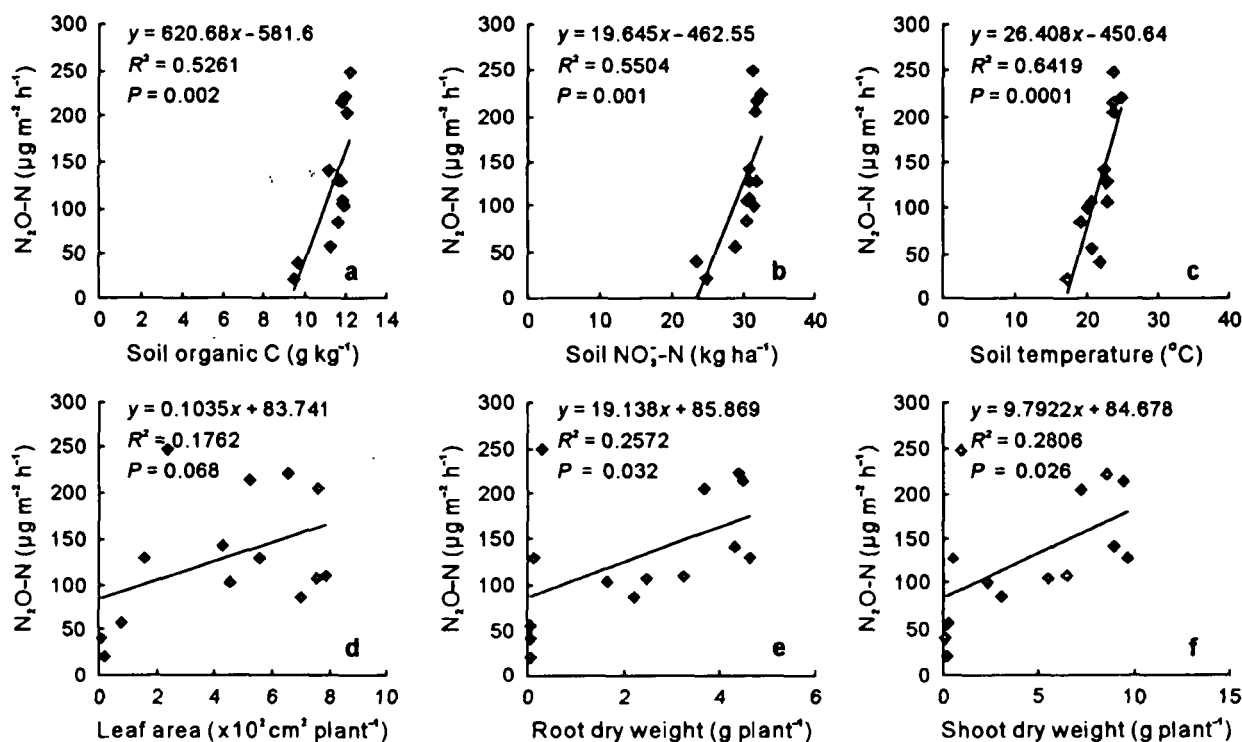 y = 620.68x − 581.6
R² = 0.5261
P = 0.002
N₂O–N (µg m⁻² h⁻¹)
300
250
200
150
100
50
0
a
0 2 4 6 8 10 12 14
Soil organic C (g kg⁻¹)
y = 19.645x − 462.55
R² = 0.5504
P = 0.001
N₂O–N (µg m⁻² h⁻¹)
300
250
200
150
100
50
0
b
0 10 20 30 40
Soil NO₃⁻-N (kg ha⁻¹)
y = 26.408x − 450.64
R² = 0.6419
P = 0.0001
N₂O–N (µg m⁻² h⁻¹)
300
250
200
150
100
50
0
c
0 10 20 30 40
Soil temperature (°C)
y = 0.1035x + 83.741
R² = 0.1762
P = 0.068
N₂O–N (µg m⁻² h⁻¹)
300
250
200
150
100
50
0
d
0 2 4 6 8 10
Leaf area (x10² cm² plant⁻¹)
y = 19.138x + 85.869
R² = 0.2572
P = 0.032
N₂O–N (µg m⁻² h⁻¹)
300
250
200
150
100
50
0
e
0 2 4 6
Root dry weight (g plant⁻¹)
y = 9.7922x + 84.678
R² = 0.2806
P = 0.026
N₂O–N (µg m⁻² h⁻¹)
300
250
200
150
100
50
0
f
0 5 10 15
Shoot dry weight (g plant⁻¹)